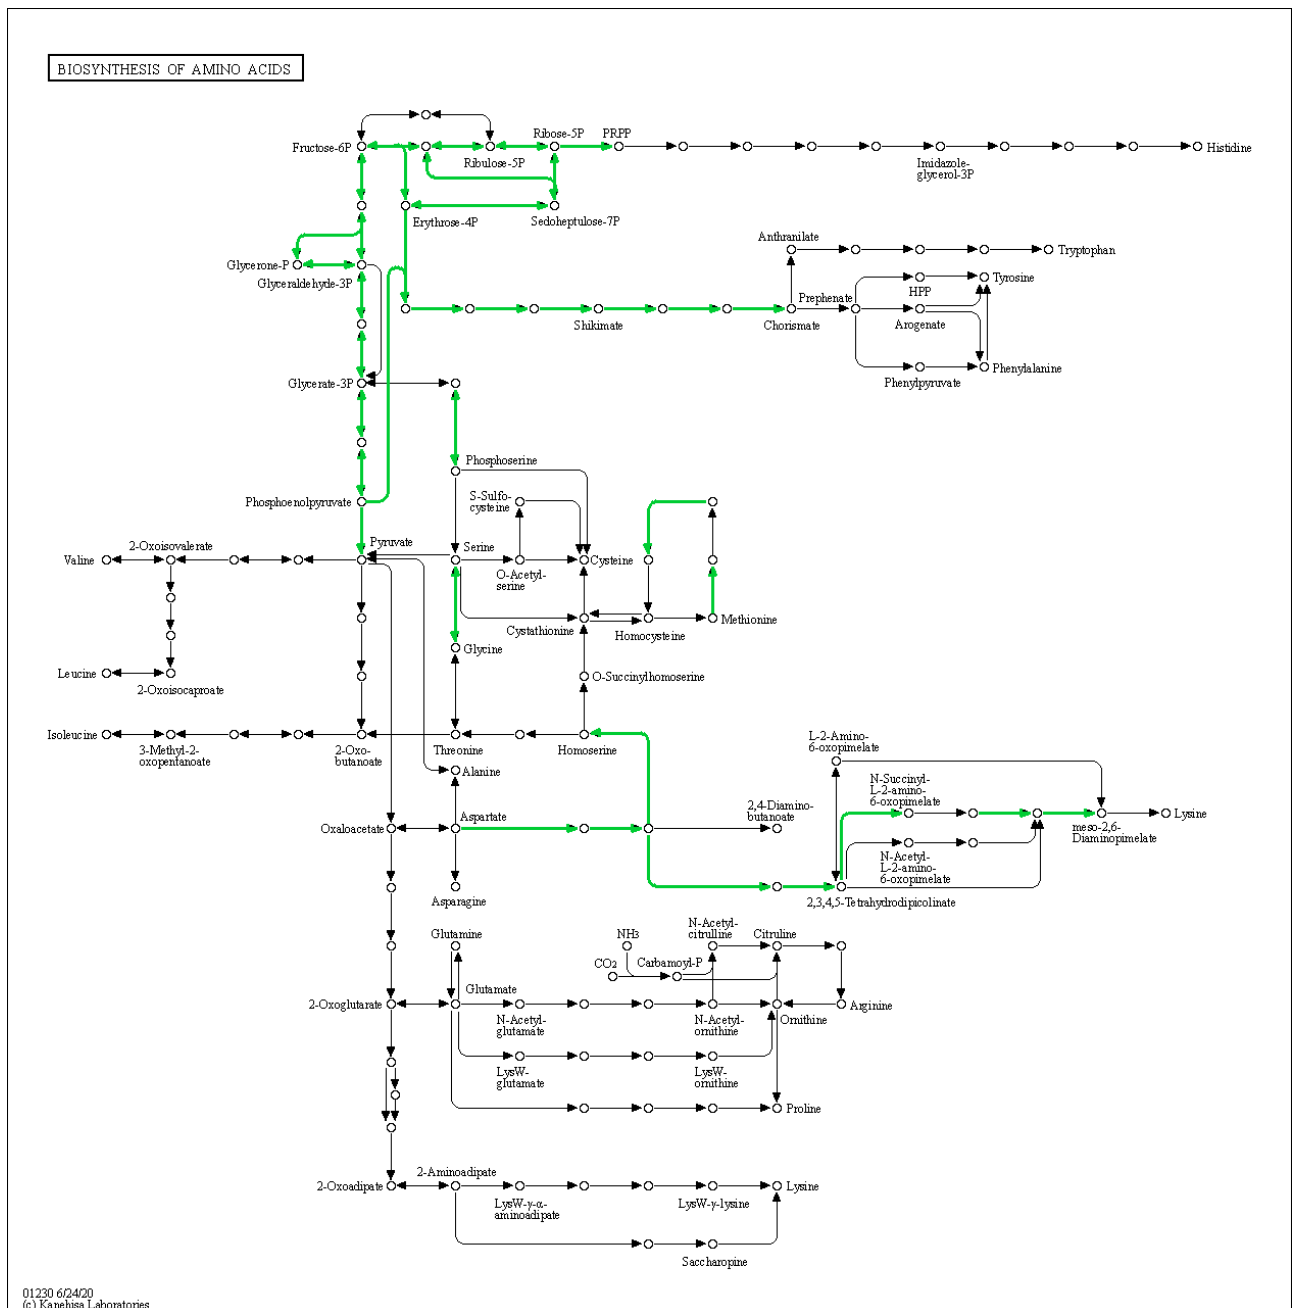 BIOSYNTHESIS OF AMINO ACIDS
Fructose-6P
Ribulose-5P
Ribose-5P
PRPP
Imidazole-
glycerol-3P
Histidine
Erythrose-4P
Sedoheptulose-7P
Glycerone-P
Glyceraldehyde-3P
Anthranilate
Tryptophan
Shikimate
Chorismate
Prephenate
HPP
Tyrosine
Arogenate
Phenylpyruvate
Phenylalanine
Glycerate-3P
Phosphoserine
S-Sulfo-
cysteine
Phosphoenolpyruvate
Valine
2-Oxoisovalerate
Pyruvate
Serine
O-Acetyl-
serine
Cysteine
Cystathionine
Homocysteine
Methionine
Glycine
Leucine
2-Oxoisocaproate
O-Succinylhomoserine
Isoleucine
3-Methyl-2-
oxopentanoate
2-Oxo-
butanoate
Threonine
Homoserine
Alanine
L-2-Amino-
6-oxopimelate
N-Succinyl-
L-2-amino-
6-oxopimelate
2,4-Diamino-
butanoate
Oxaloacetate
Aspartate
meso-2,6-
Diaminopimelate
Lysine
N-Acetyl-
L-2-amino-
6-oxopimelate
Asparagine
2,3,4,5-Tetrahydrodipicolinate
Glutamine
NH3
N-Acetyl-
citrulline
Citruline
CO2
Carbamoyl-P
2-Oxoglutarate
Glutamate
N-Acetyl-
glutamate
N-Acetyl-
ornithine
Ornithine
Arginine
LysW-
glutamate
LysW-
ornithine
Proline
2-Oxoadipate
2-Aminoadipate
LysW-γ-α-
aminoadipate
LysW-γ-lysine
Lysine
Saccharopine
01230 6/24/20
(c) Kanehisa Laboratories